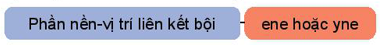 Phần nền-vị trí liên kết bội
ene hoặc yne